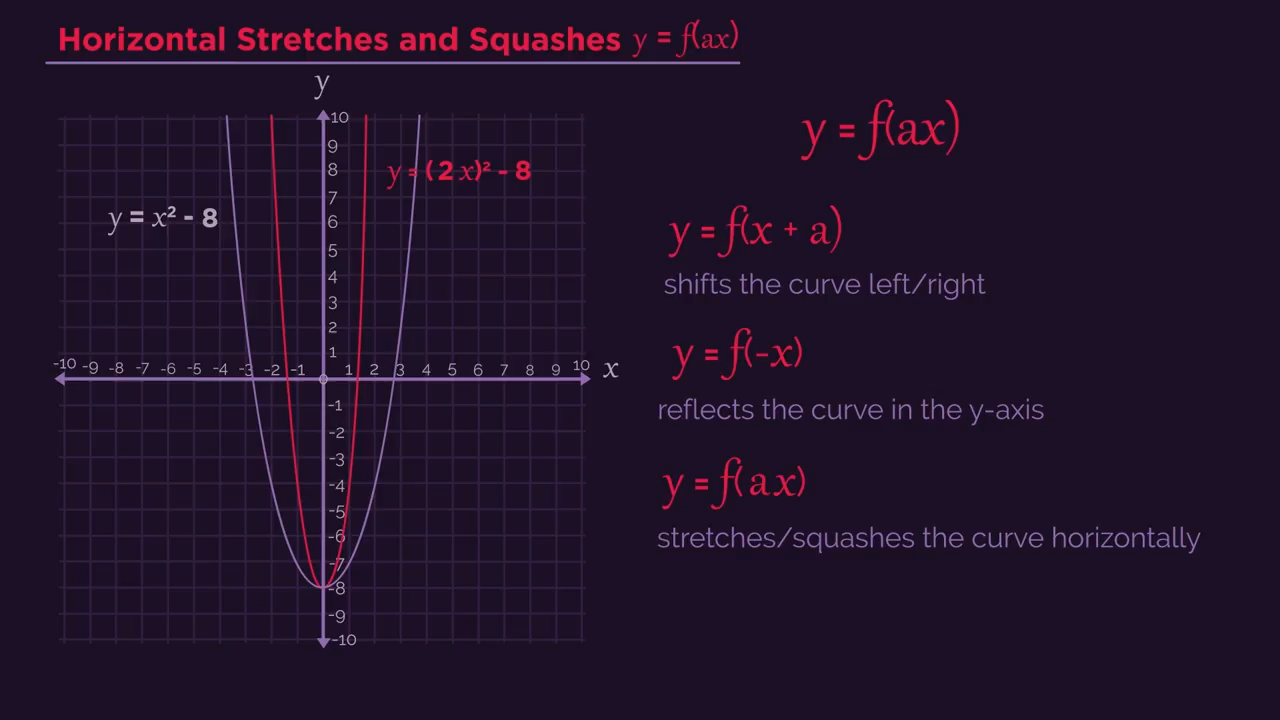 Horizontal Stretches and Squashes y = f(ax)
y
y = f(ax)
y = (2x)² - 8
y = x² - 8
y = f(x + a)
shifts the curve left/right
y = f(-x)
reflects the curve in the y-axis
y = f(ax)
stretches/squashes the curve horizontally
10
9
8
7
6
5
4
3
2
1
-10 -9 -8 -7 -6 -5 -4 -3 -2 -1 0 1 2 3 4 5 6 7 8 9 10 x
-1
-2
-3
-4
-5
-6
-7
-8
-9
-10